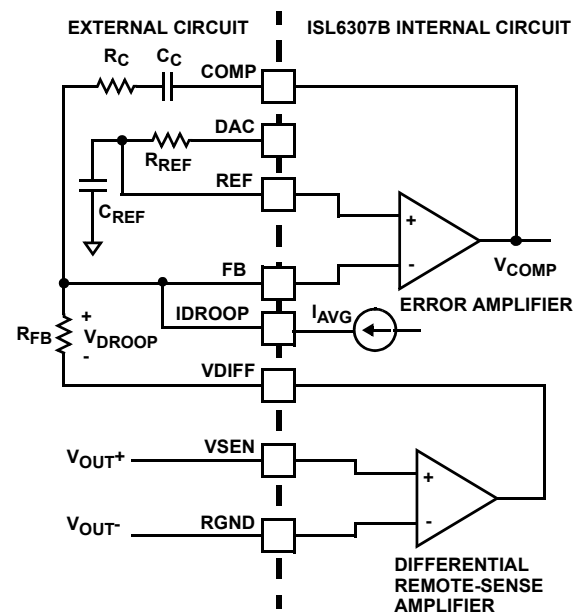 EXTERNAL CIRCUIT
ISL6307B INTERNAL CIRCUIT
RC
CC
COMP
DAC
RREF
REF
CREF
+
-
VCOMP
ERROR AMPLIFIER
FB
IDROOP
IAVG
RFB
+
VDROOP
-
VDIFF
VOUT+
VSEN
+
VOUT-
RGND
-
DIFFERENTIAL
REMOTE-SENSE
AMPLIFIER